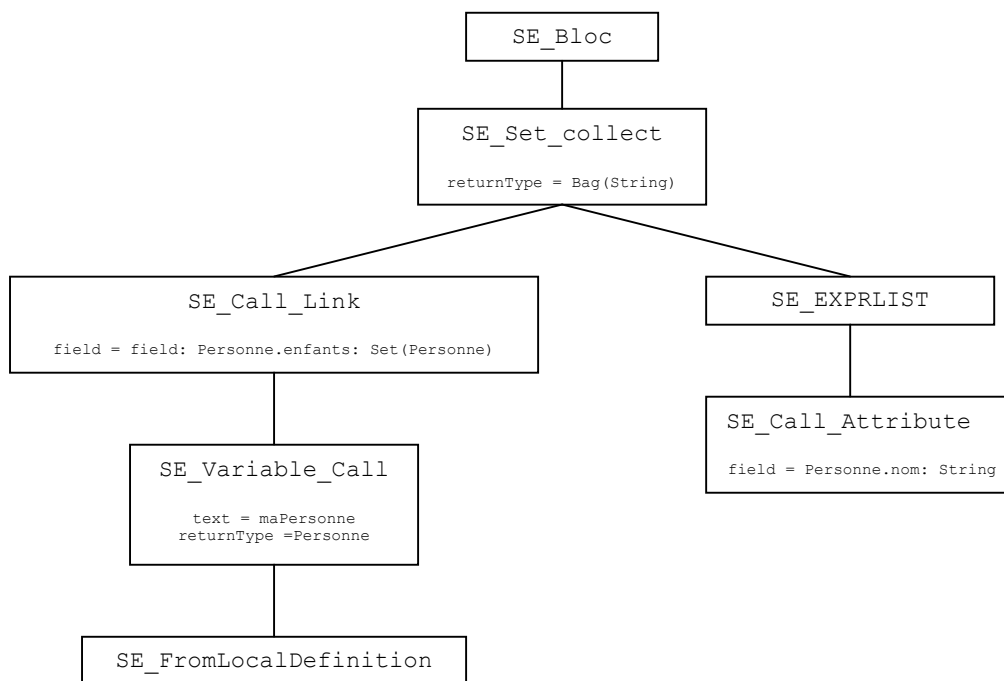 SE_Bloc
SE_Set_collect
returnType = Bag(String)
SE_Call_Link
field = field: Personne.enfants: Set(Personne)
SE_EXPRLIST
SE_Call_Attribute
field = Personne.nom: String
SE_Variable_Call
text = maPersonne
returnType =Personne
SE_FromLocalDefinition